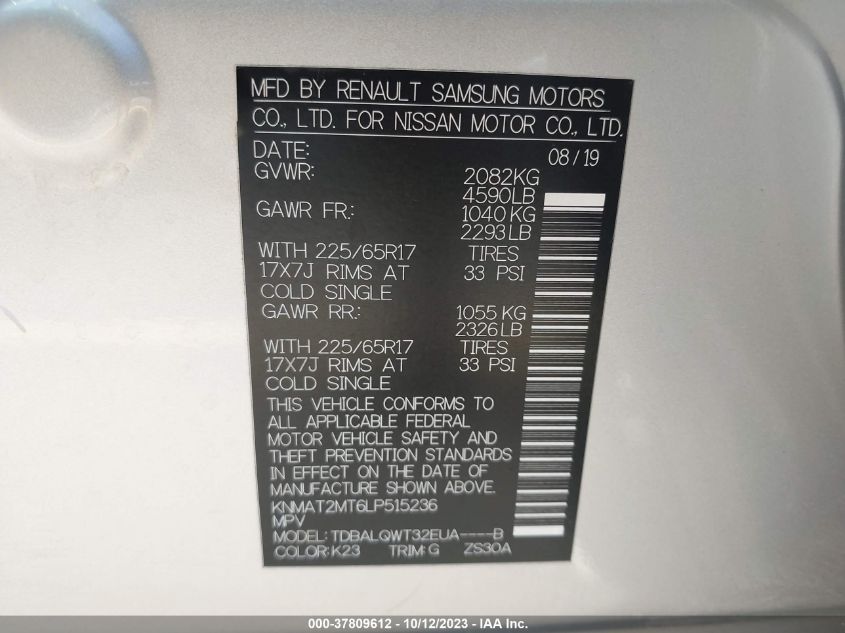 MFD BY RENAULT SAMSUNG MOTORS
CO., LTD. FOR NISSAN MOTOR CO., LTD.
DATE: 08/19
GVWR: 2082KG
4590LB
GAWR FR.: 1040KG
2293LB
WITH 225/65R17 TIRES
17X7J RIMS AT 33 PSI
COLD SINGLE
GAWR RR.: 1055KG
2326LB
WITH 225/65R17 TIRES
17X7J RIMS AT 33 PSI
COLD SINGLE
THIS VEHICLE CONFORMS TO
ALL APPLICABLE FEDERAL
MOTOR VEHICLE SAFETY AND
THEFT PREVENTION STANDARDS
IN EFFECT ON THE DATE OF
MANUFACTURE SHOWN ABOVE.
KNMAT2MT6LP515236
MPV
MODEL: TDBALQWT32EUA----B
COLOR: K23 TRIM: G ZS30A
000-37809612 - 10/12/2023 - IAA Inc.